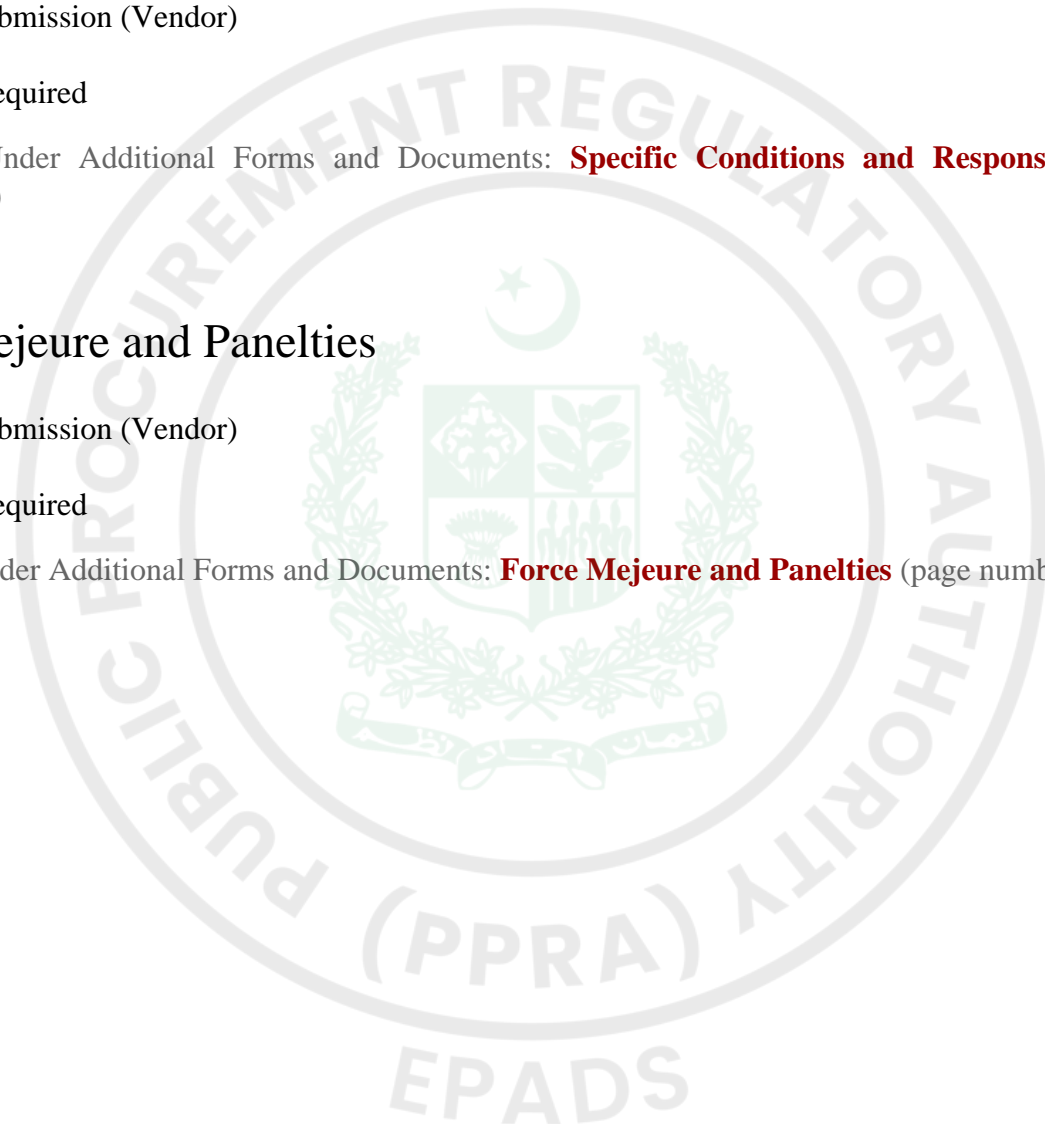 bmission (Vendor)
equired
Under Additional Forms and Documents: Specific Conditions and Respons
)
ejeure and Panelties
bmission (Vendor)
equired
der Additional Forms and Documents: Force Mejeure and Panelties (page numb
PUBLIC PROCUREMENT REGULATORY AUTHORITY
(PPRA)
EPADS